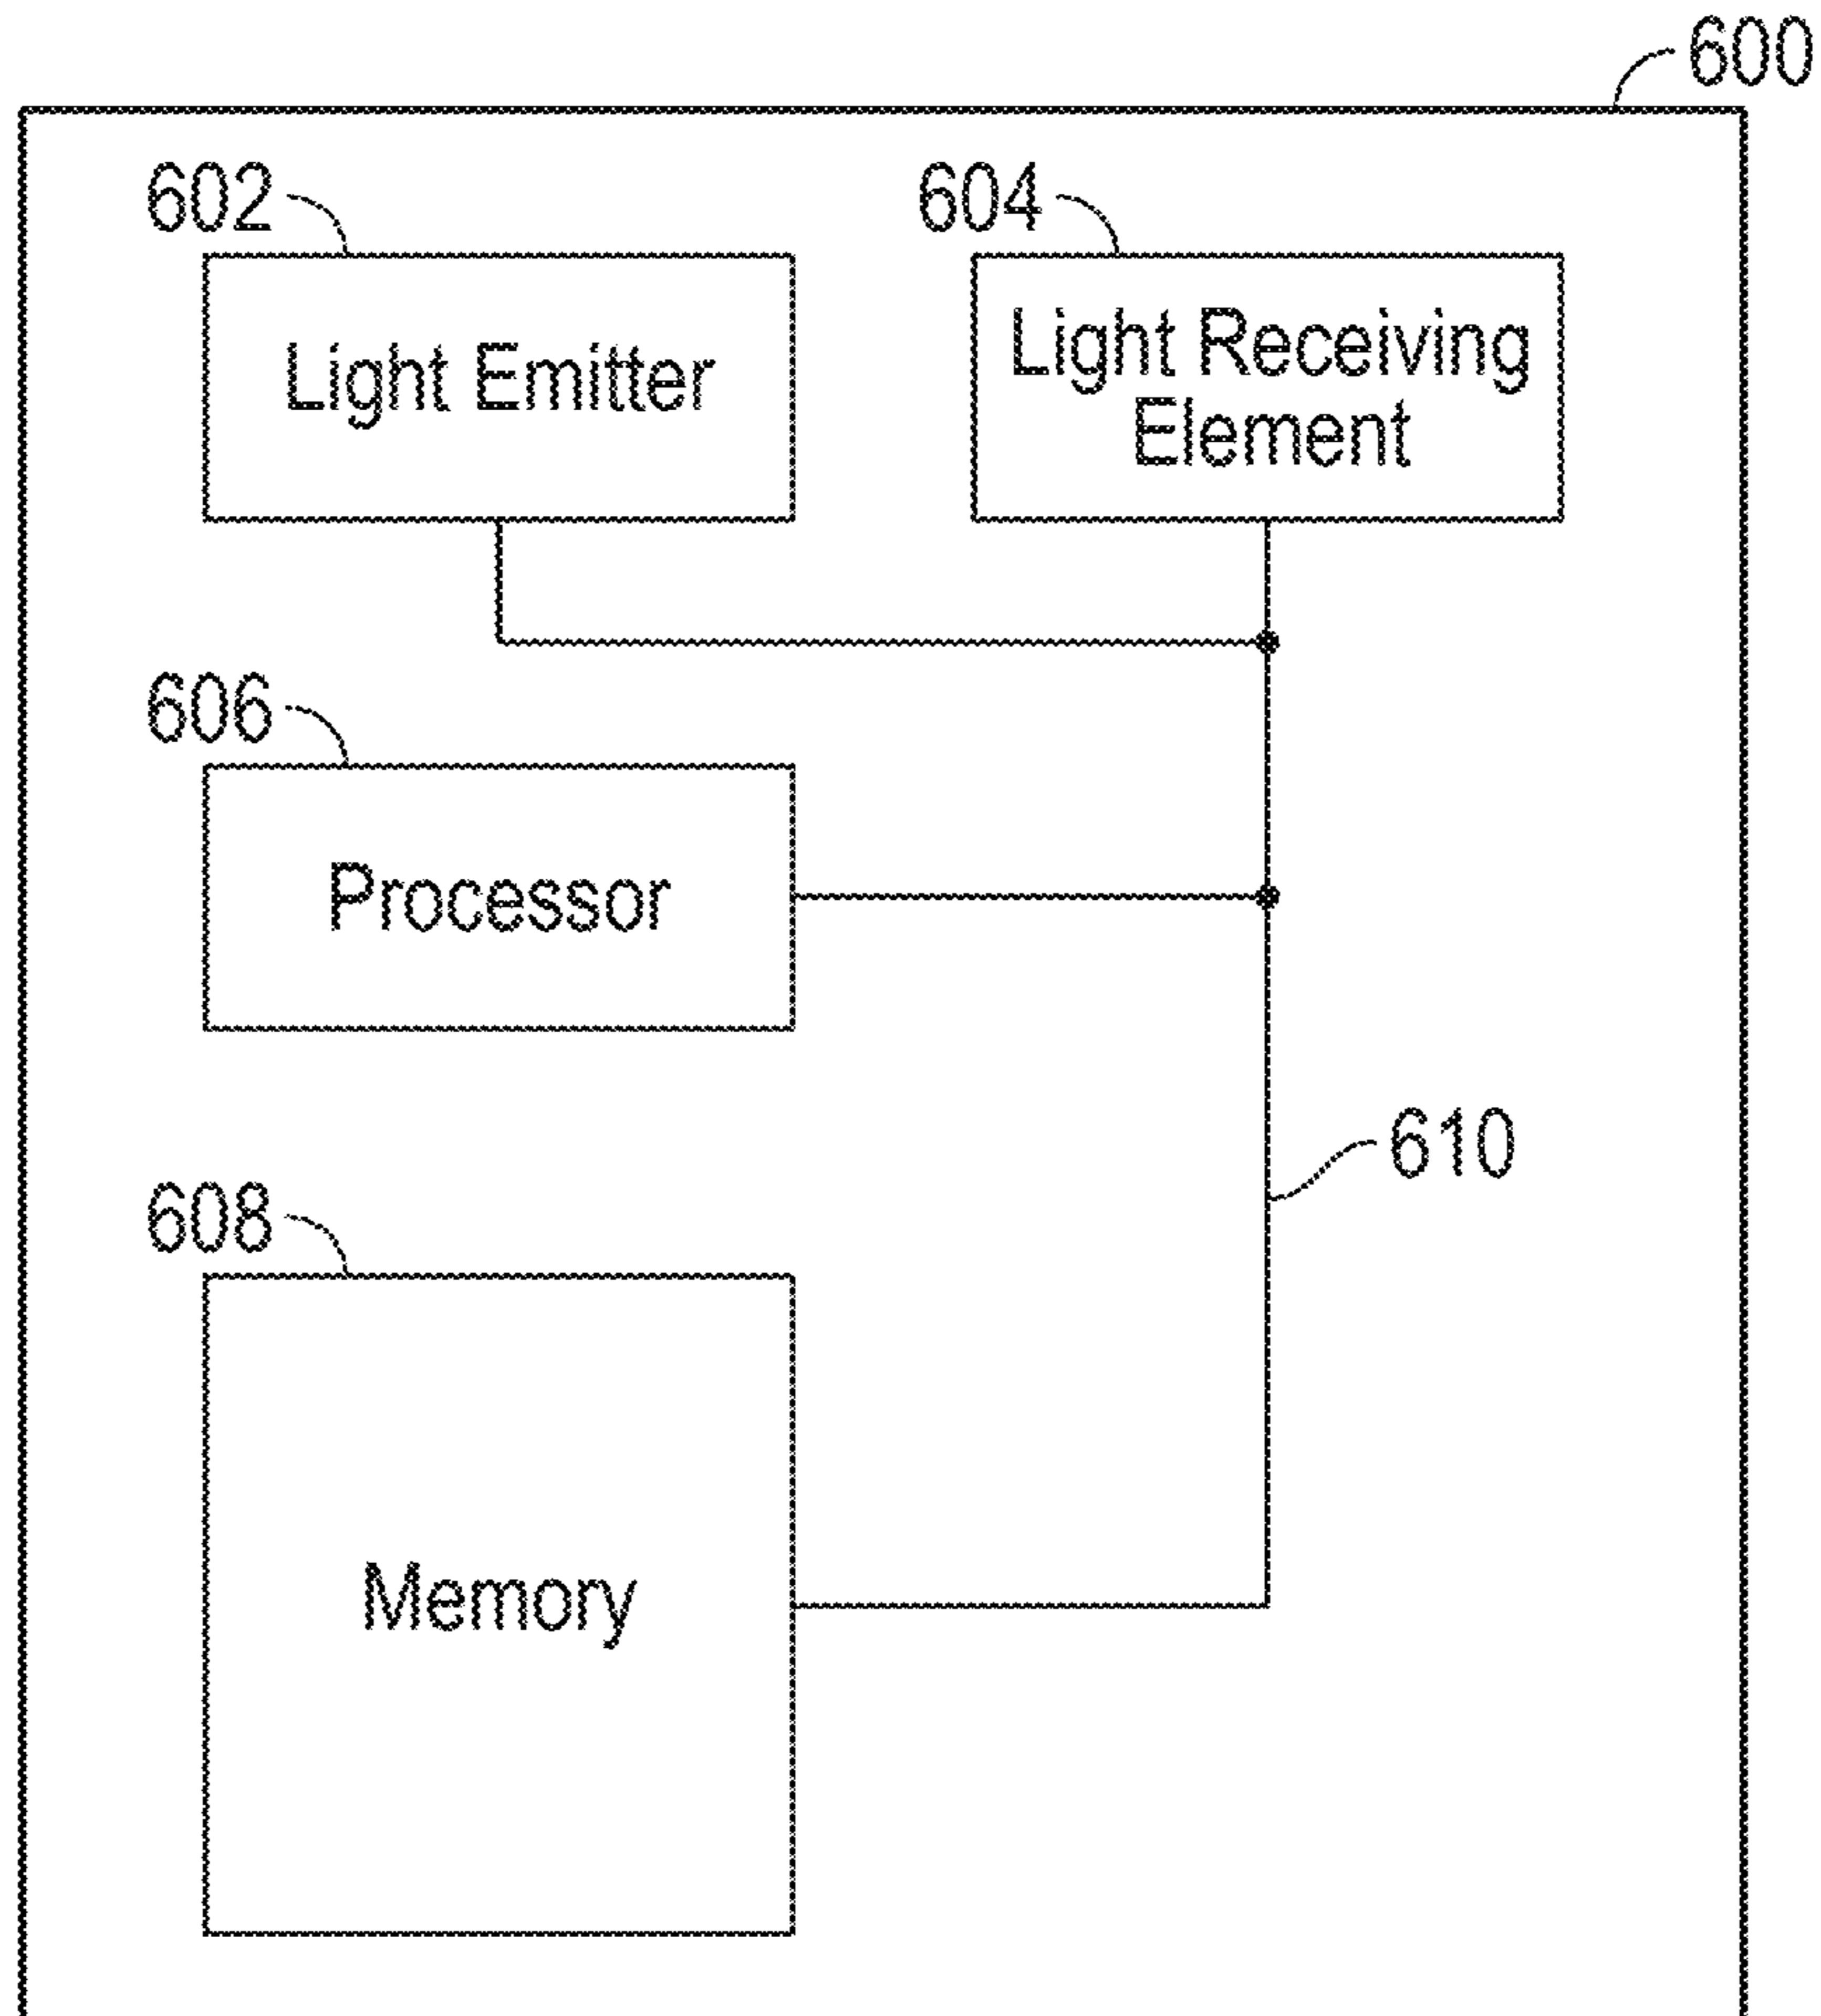 600
602
604
Light Emitter
Light Receiving
Element
606
Processor
610
608
Memory